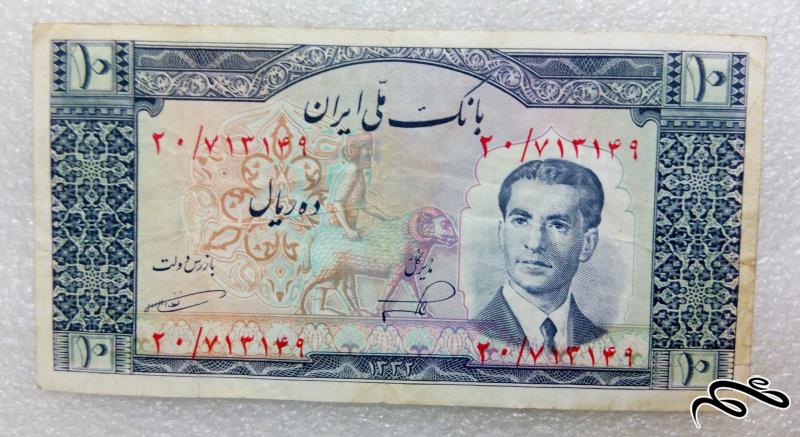 ۱۰ ۱۰
بانک ملّی ایران
۲۰/۷۱۳۱۴۹ ۲۰/۷۱۳۱۴۹
ده ریال
مدیر کل بازرس دولت
۲۰/۷۱۳۱۴۹ ۲۰/۷۱۳۱۴۹
۱۰ ۱۳۳۲ ۱۰